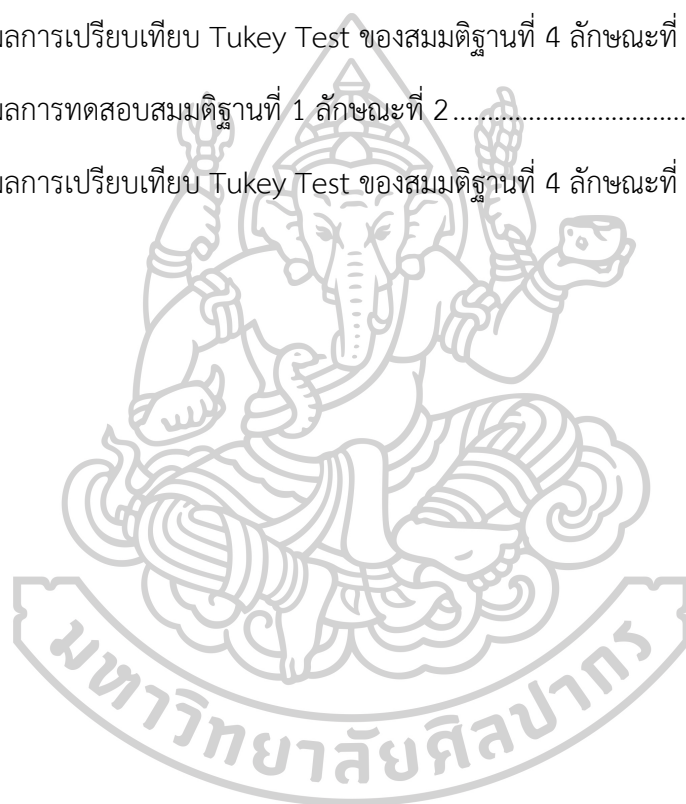 ลการเปรียบเทียบ Tukey Test ของสมมติฐานที่ 4 ลักษณะที่
ลการทดสอบสมมติฐานที่ 1 ลักษณะที่ 2................................
ลการเปรียบเทียบ Tukey Test ของสมมติฐานที่ 4 ลักษณะที่
มหาวิทยาลัยศิลปากร